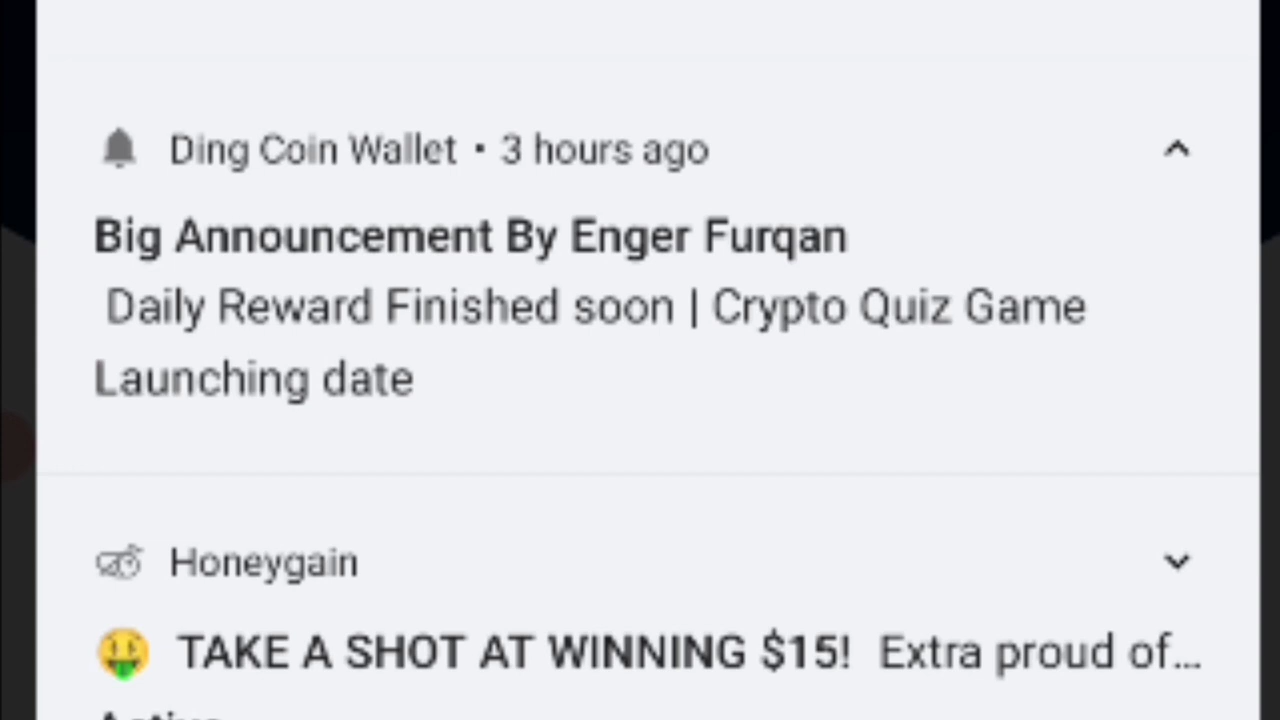 Ding Coin Wallet • 3 hours ago
Big Announcement By Enger Furqan
Daily Reward Finished soon | Crypto Quiz Game
Launching date
Honeygain
🤑 TAKE A SHOT AT WINNING $15! Extra proud of...